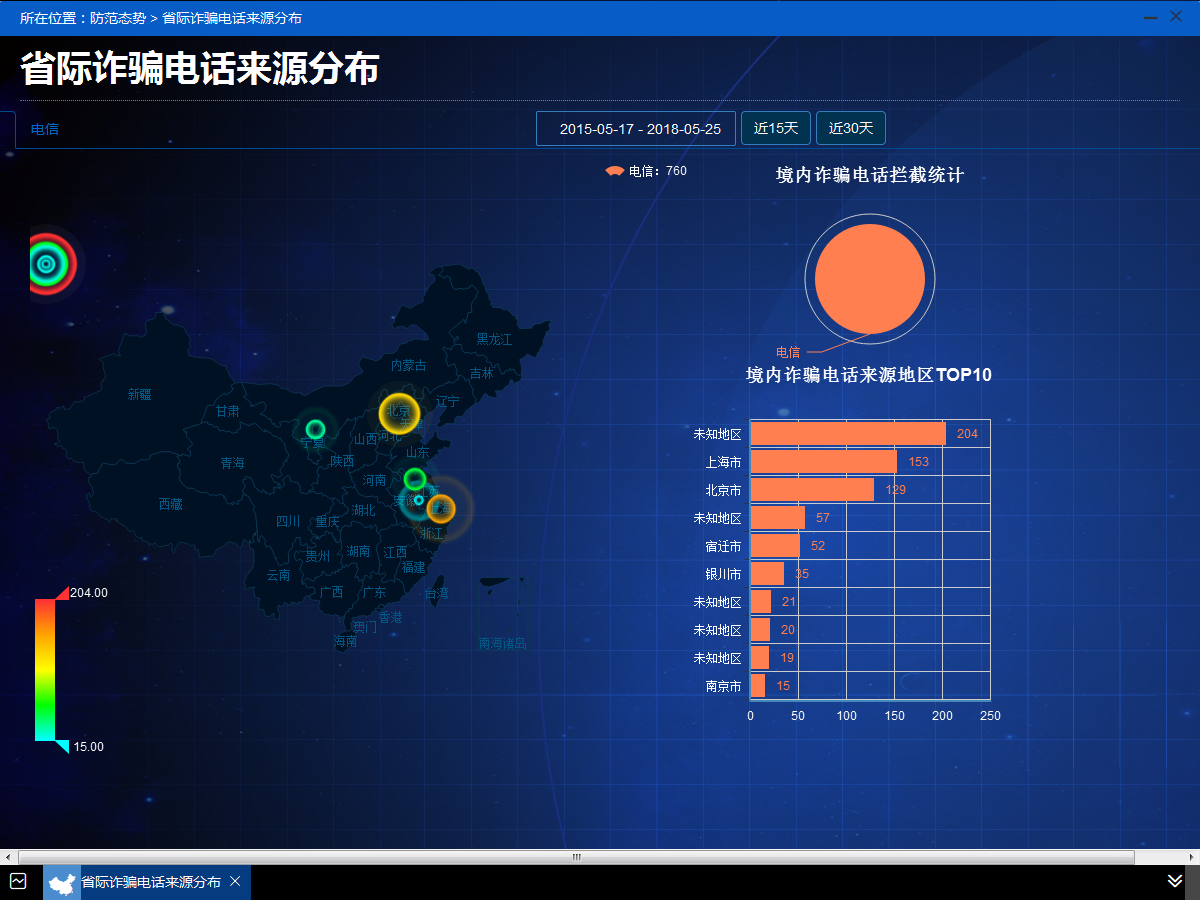 所在位置：防范态势 > 省际诈骗电话来源分布
省际诈骗电话来源分布
电信
2015-05-17 - 2018-05-25
近15天
近30天
电信：760
境内诈骗电话拦截统计
电信
境内诈骗电话来源地区TOP10
未知地区 204
上海市 153
北京市 129
未知地区 57
宿迁市 52
银川市 35
未知地区 21
未知地区 20
未知地区 19
南京市 15
0 50 100 150 200 250
黑龙江
内蒙古
吉林
新疆
辽宁
北京
甘肃
天津
山西
河北
宁夏
山东
青海
陕西
河南
西藏
安徽
湖北
四川
重庆
浙江
湖南
江西
贵州
福建
云南
广西
广东
台湾
香港
澳门
海南
南海诸岛
204.00
15.00
省际诈骗电话来源分布